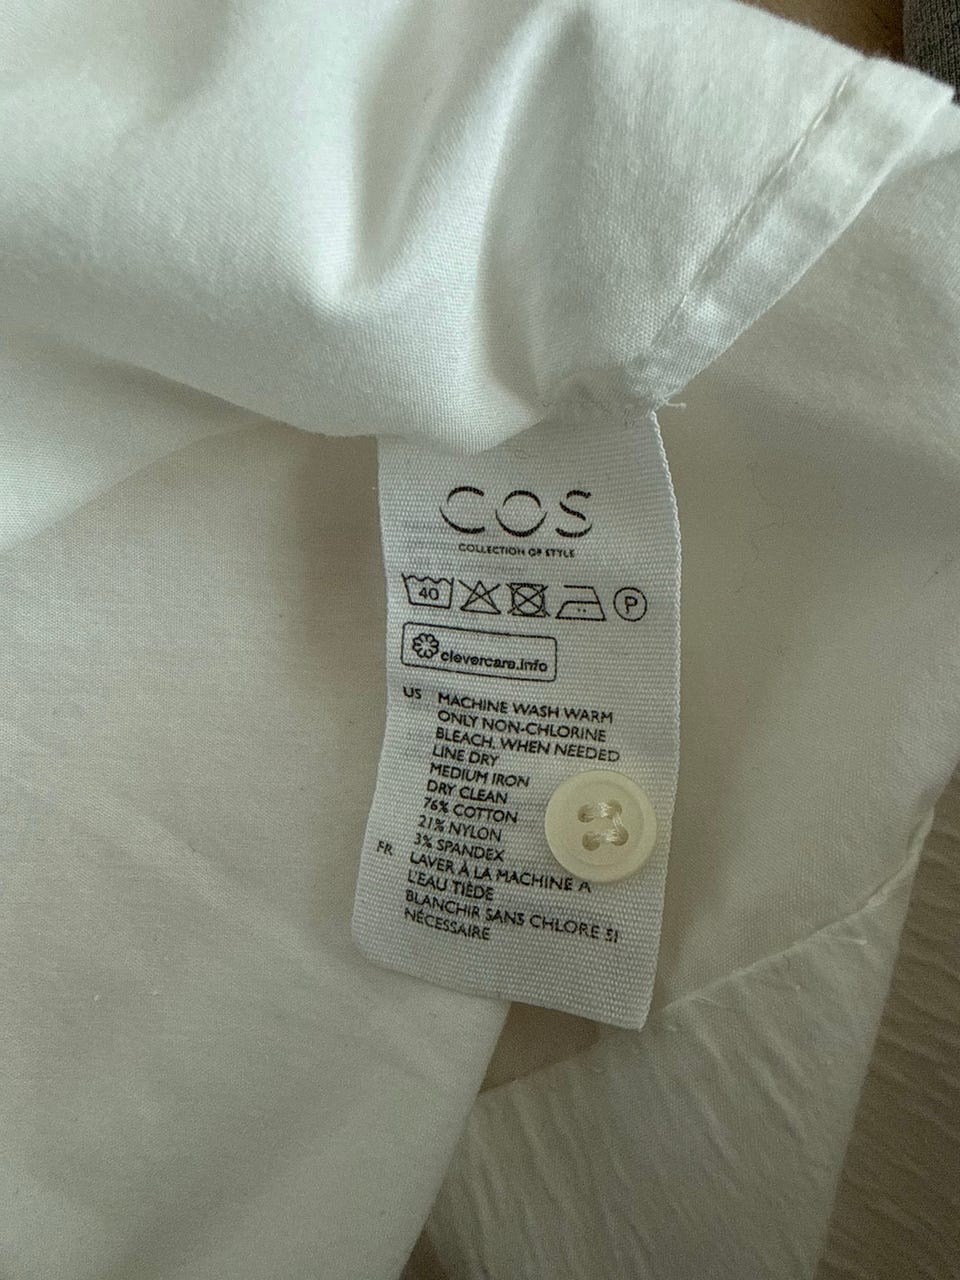 COS
COLLECTION OF STYLE
40 P
clevercare.info
US MACHINE WASH WARM
ONLY NON-CHLORINE
BLEACH, WHEN NEEDED
LINE DRY
MEDIUM IRON
DRY CLEAN
76% COTTON
21% NYLON
3% SPANDEX
FR LAVER À LA MACHINE A
L'EAU TIÈDE
BLANCHIR SANS CHLORE SI
NÉCESSAIRE